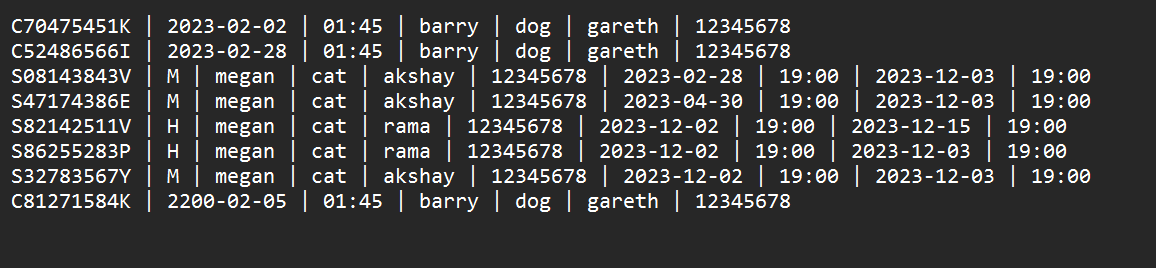 C70475451K | 2023-02-02 | 01:45 | barry | dog | gareth | 12345678
C52486566I | 2023-02-28 | 01:45 | barry | dog | gareth | 12345678
S08143843V | M | megan | cat | akshay | 12345678 | 2023-02-28 | 19:00 | 2023-12-03 | 19:00
S47174386E | M | megan | cat | akshay | 12345678 | 2023-04-30 | 19:00 | 2023-12-03 | 19:00
S82142511V | H | megan | cat | rama | 12345678 | 2023-12-02 | 19:00 | 2023-12-15 | 19:00
S86255283P | H | megan | cat | rama | 12345678 | 2023-12-02 | 19:00 | 2023-12-03 | 19:00
S32783567Y | M | megan | cat | akshay | 12345678 | 2023-12-02 | 19:00 | 2023-12-03 | 19:00
C81271584K | 2200-02-05 | 01:45 | barry | dog | gareth | 12345678